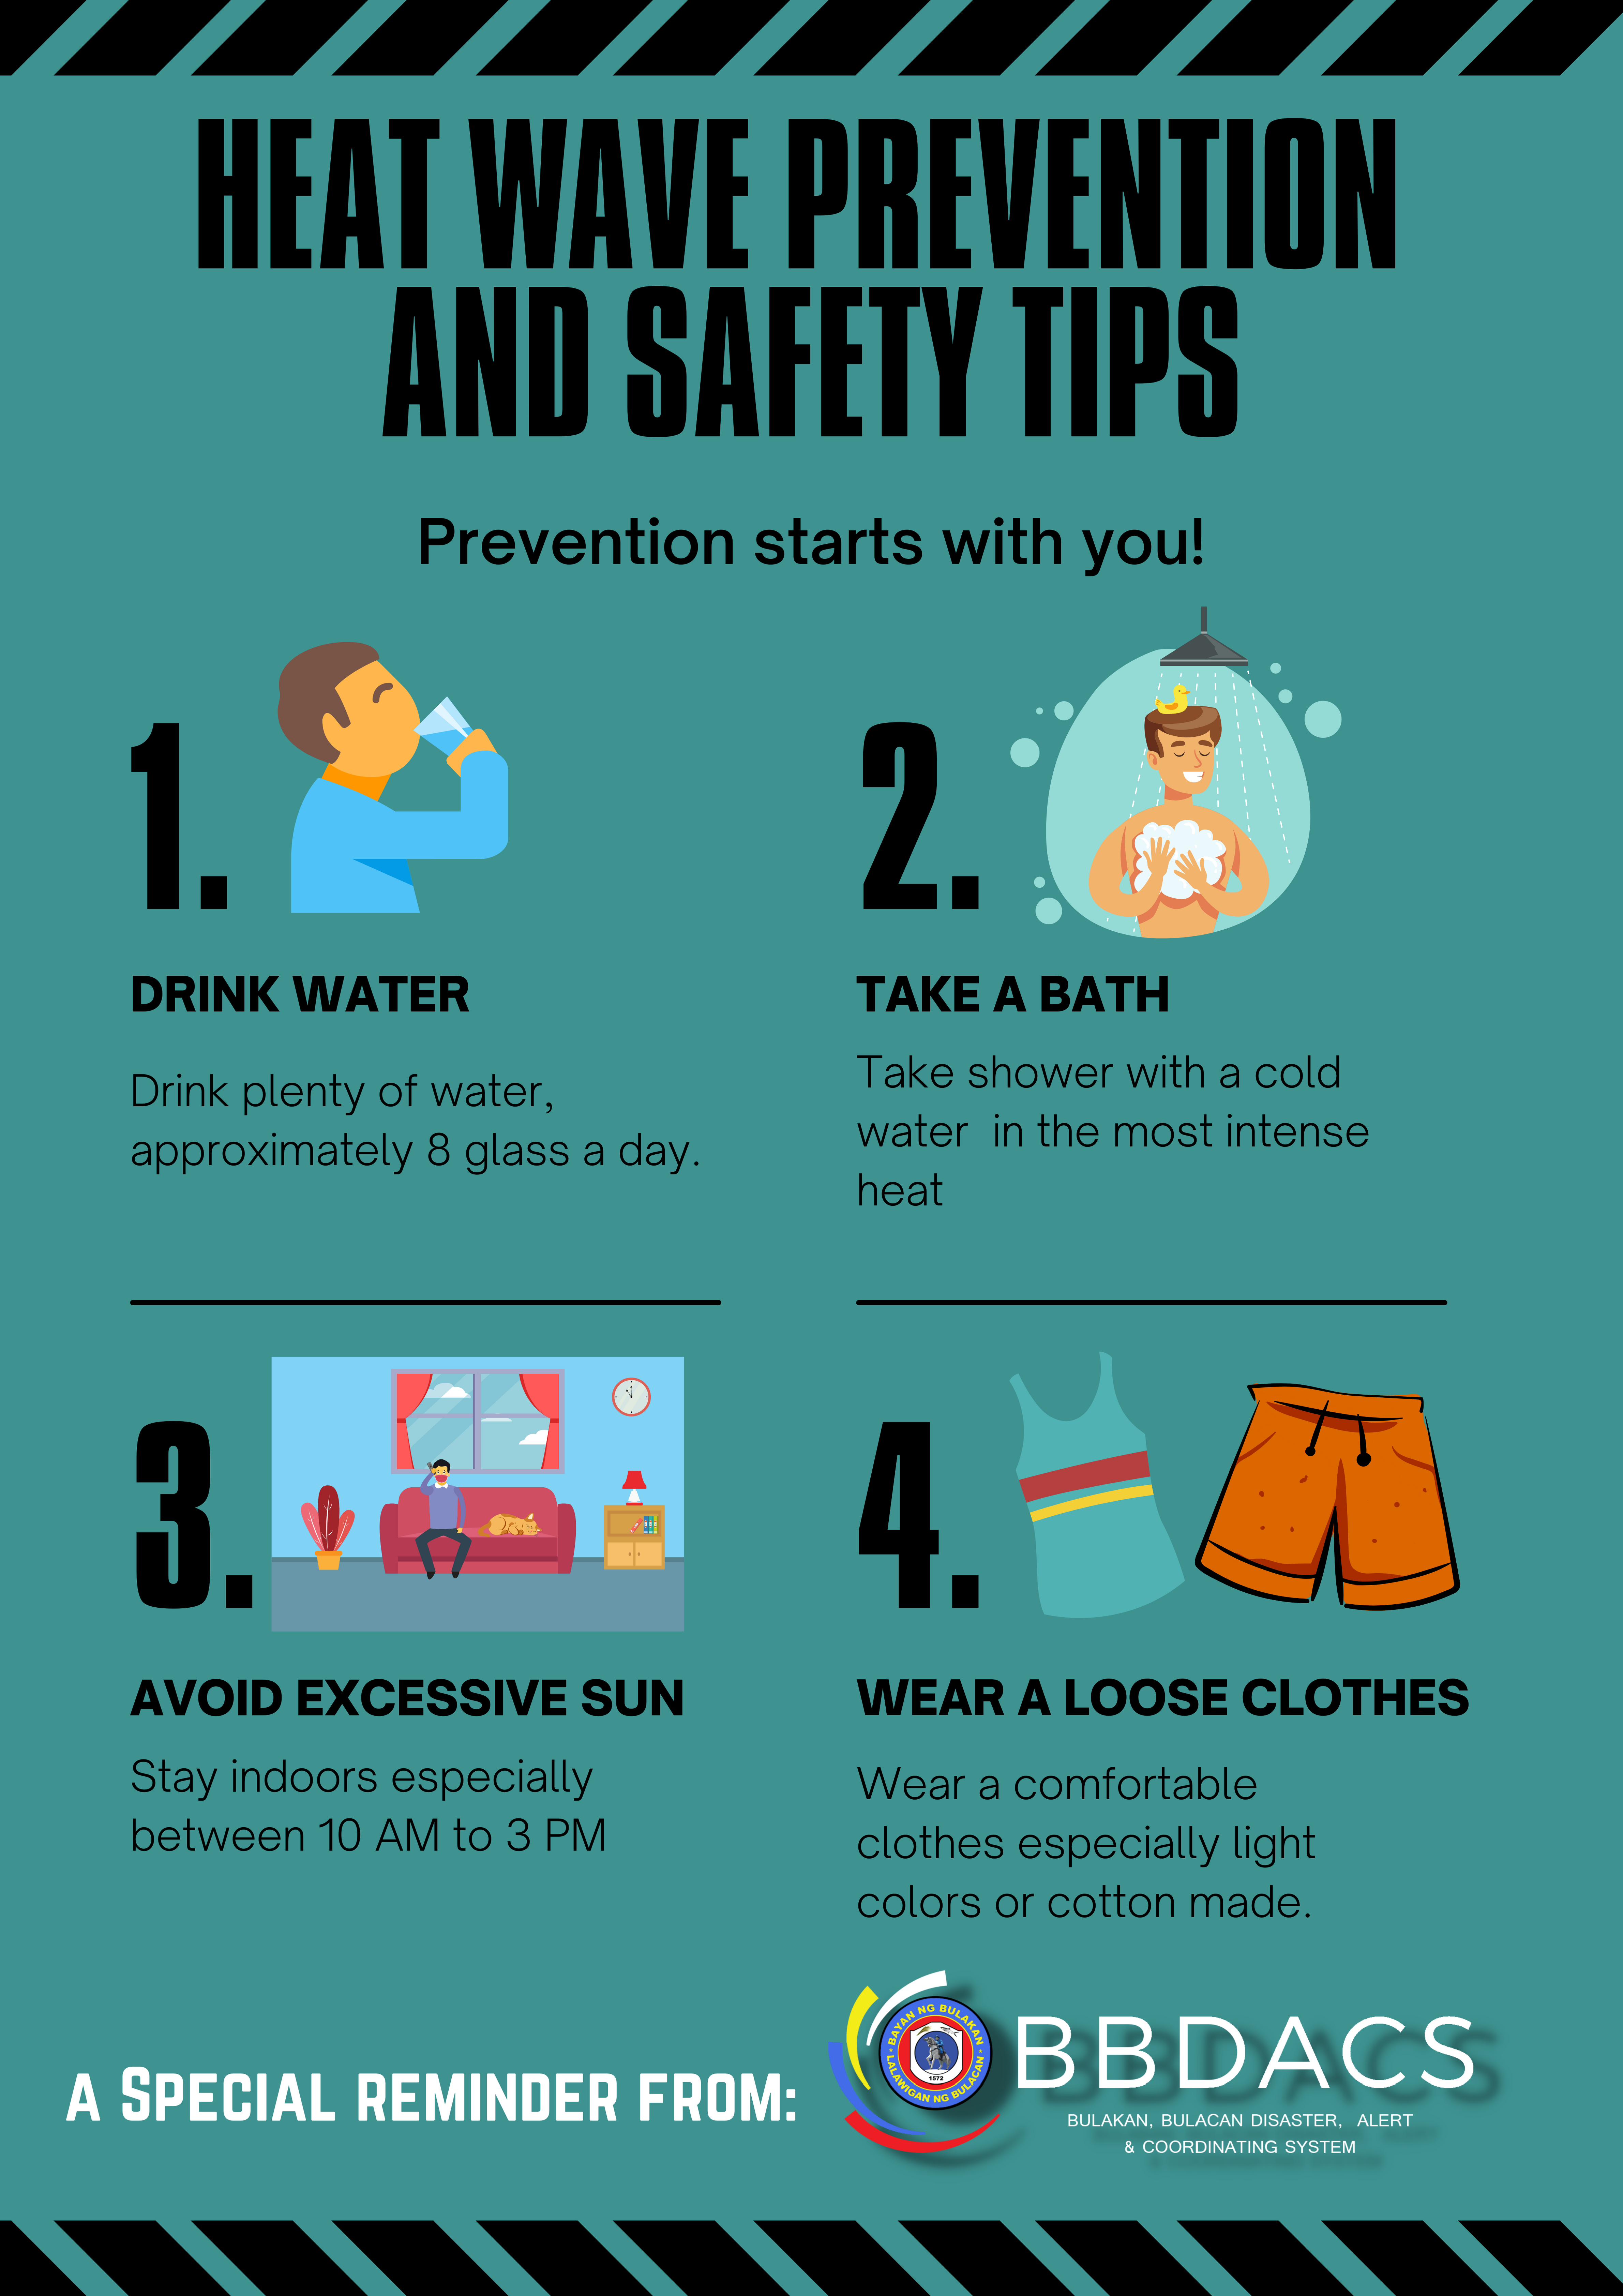 HEAT WAVE PREVENTION
AND SAFETY TIPS
Prevention starts with you!
1.
DRINK WATER
Drink plenty of water,
approximately 8 glass a day.
2.
TAKE A BATH
Take shower with a cold
water in the most intense
heat
3.
AVOID EXCESSIVE SUN
Stay indoors especially
between 10 AM to 3 PM
4.
WEAR A LOOSE CLOTHES
Wear a comfortable
clothes especially light
colors or cotton made.
A SPECIAL REMINDER FROM:
BAYAN NG BULAKAN
LALAWIGAN NG BULACAN
1572
BBDACS
BULAKAN, BULACAN DISASTER, ALERT
& COORDINATING SYSTEM